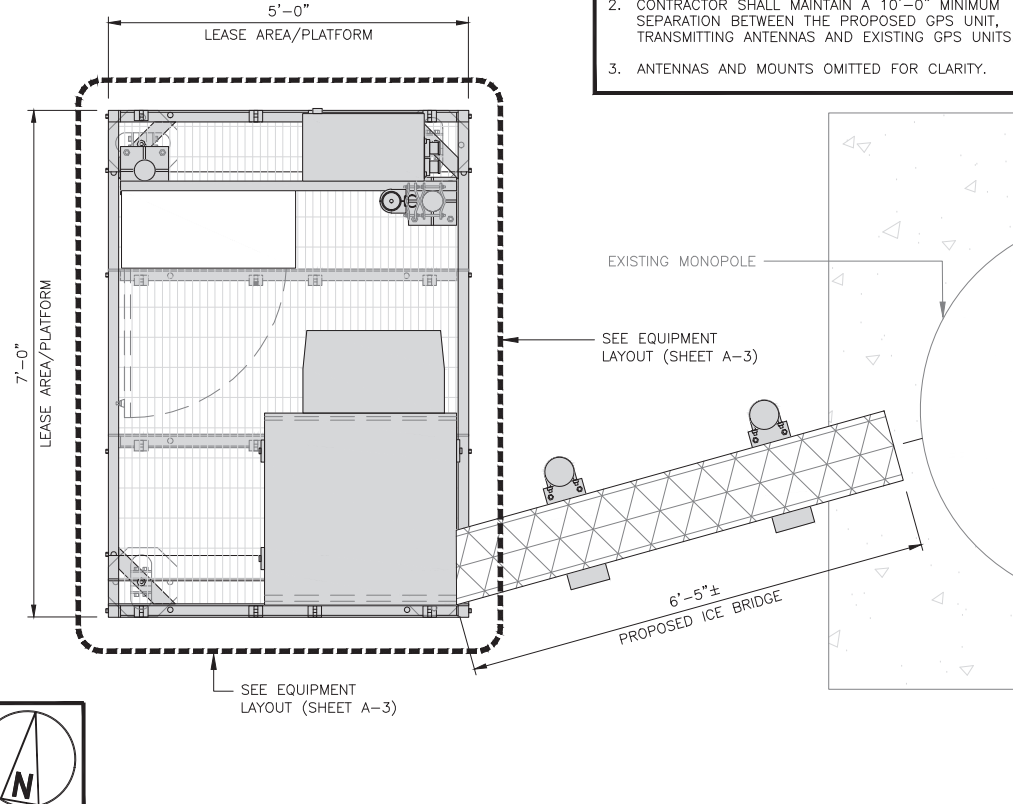 5'-0"
LEASE AREA/PLATFORM
2. CONTRACTOR SHALL MAINTAIN A 10'-0" MINIMUM
SEPARATION BETWEEN THE PROPOSED GPS UNIT,
TRANSMITTING ANTENNAS AND EXISTING GPS UNITS
3. ANTENNAS AND MOUNTS OMITTED FOR CLARITY.
7'-0"
LEASE AREA/PLATFORM
EXISTING MONOPOLE
SEE EQUIPMENT
LAYOUT (SHEET A-3)
6'-5"±
PROPOSED ICE BRIDGE
SEE EQUIPMENT
LAYOUT (SHEET A-3)
N